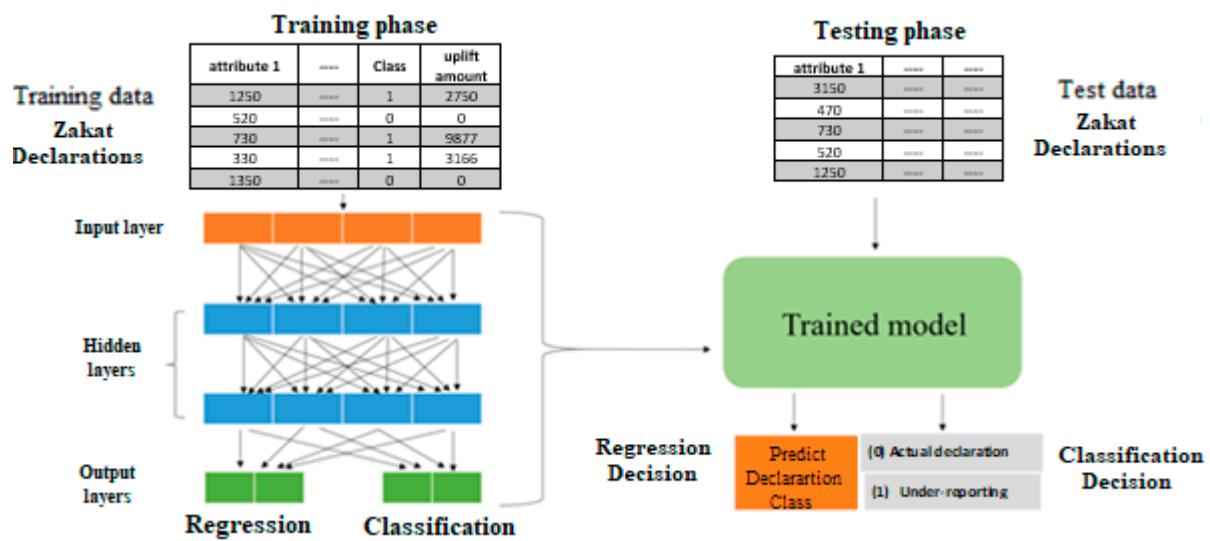 Training phase
attribute 1 ---- Class uplift amount
1250 ---- 1 2750
520 ---- 0 0
730 ---- 1 9877
330 ---- 1 3166
1350 ---- 0 0
Training data
Zakat
Declarations
Testing phase
attribute 1 ---- ----
3150 ---- ----
470 ---- ----
730 ---- ----
520 ---- ----
1250 ---- ----
Test data
Zakat
Declarations
Input layer
Hidden
layers
Output
layers
Regression
Classification
Trained model
Regression
Decision
Predict
Declarartion
Class
(0) Actual declaration
(1) Under-reporting
Classification
Decision